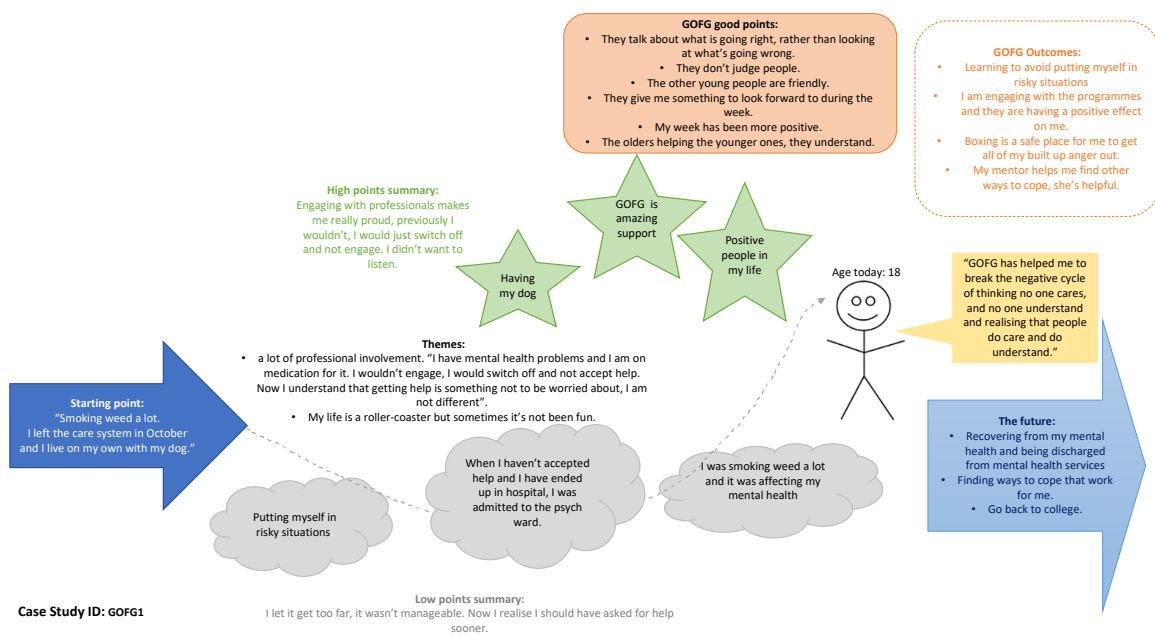 GOFG good points:
• They talk about what is going right, rather than looking
at what's going wrong.
• They don't judge people.
• The other young people are friendly.
• They give me something to look forward to during the
week.
• My week has been more positive.
• The olders helping the younger ones, they understand.
GOFG Outcomes:
• Learning to avoid putting myself in
risky situations
• I am engaging with the programmes
and they are having a positive effect
on me.
• Boxing is a safe place for me to get
all of my built up anger out.
• My mentor helps me find other
ways to cope, she's helpful.
High points summary:
Engaging with professionals makes
me really proud, previously I
wouldn't, I would just switch off
and not engage. I didn't want to
listen.
Having
my dog
GOFG is
amazing
support
Positive
people in
my life
Age today: 18
“GOFG has helped me to
break the negative cycle
of thinking no one cares,
and no one understand
and realising that people
do care and do
understand.”
Themes:
• a lot of professional involvement. “I have mental health problems and I am on
medication for it. I wouldn't engage, I would switch off and not accept help.
Now I understand that getting help is something not to be worried about, I am
not different”.
• My life is a roller-coaster but sometimes it's not been fun.
Starting point:
“Smoking weed a lot.
I left the care system in October
and I live on my own with my dog.”
Putting myself in
risky situations
When I haven't accepted
help and I have ended
up in hospital, I was
admitted to the psych
ward.
I was smoking weed a lot
and it was affecting my
mental health
The future:
• Recovering from my mental
health and being discharged
from mental health services
• Finding ways to cope that work
for me.
• Go back to college.
Low points summary:
I let it get too far, it wasn't manageable. Now I realise I should have asked for help
sooner.
Case Study ID: GOFG1